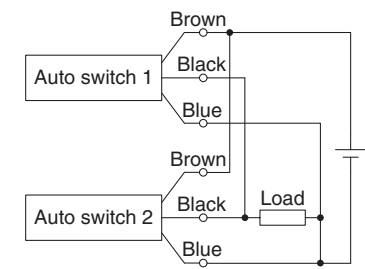 Brown
Auto switch 1
Black
Blue
Brown
Auto switch 2
Black
Load
Blue